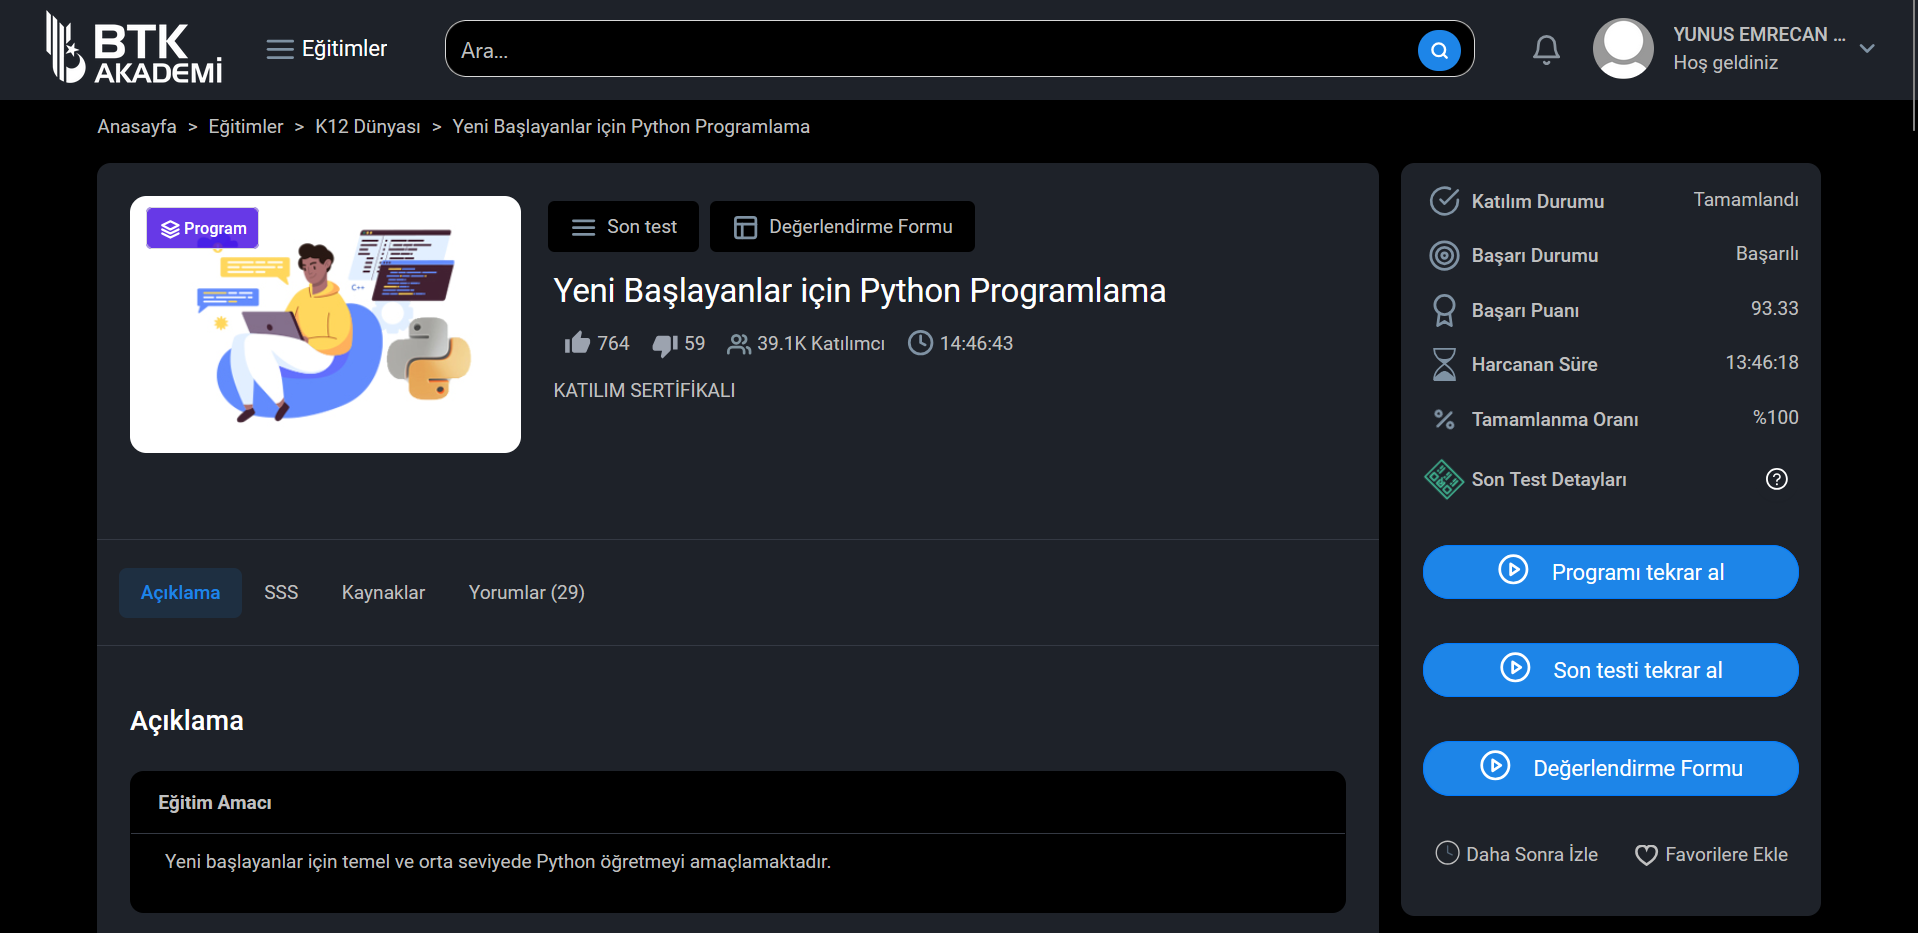 BTK
AKADEMİ
Eğitimler
Ara...
YUNUS EMRECAN ...
Hoş geldiniz
Anasayfa > Eğitimler > K12 Dünyası > Yeni Başlayanlar için Python Programlama
Program
C++
Son test
Değerlendirme Formu
Yeni Başlayanlar için Python Programlama
764
59
39.1K Katılımcı
14:46:43
KATILIM SERTİFİKALI
Açıklama
SSS
Kaynaklar
Yorumlar (29)
Açıklama
Eğitim Amacı
Yeni başlayanlar için temel ve orta seviyede Python öğretmeyi amaçlamaktadır.
Katılım Durumu Tamamlandı
Başarı Durumu Başarılı
Başarı Puanı 93.33
Harcanan Süre 13:46:18
Tamamlanma Oranı %100
Son Test Detayları
Programı tekrar al
Son testi tekrar al
Değerlendirme Formu
Daha Sonra İzle
Favorilere Ekle